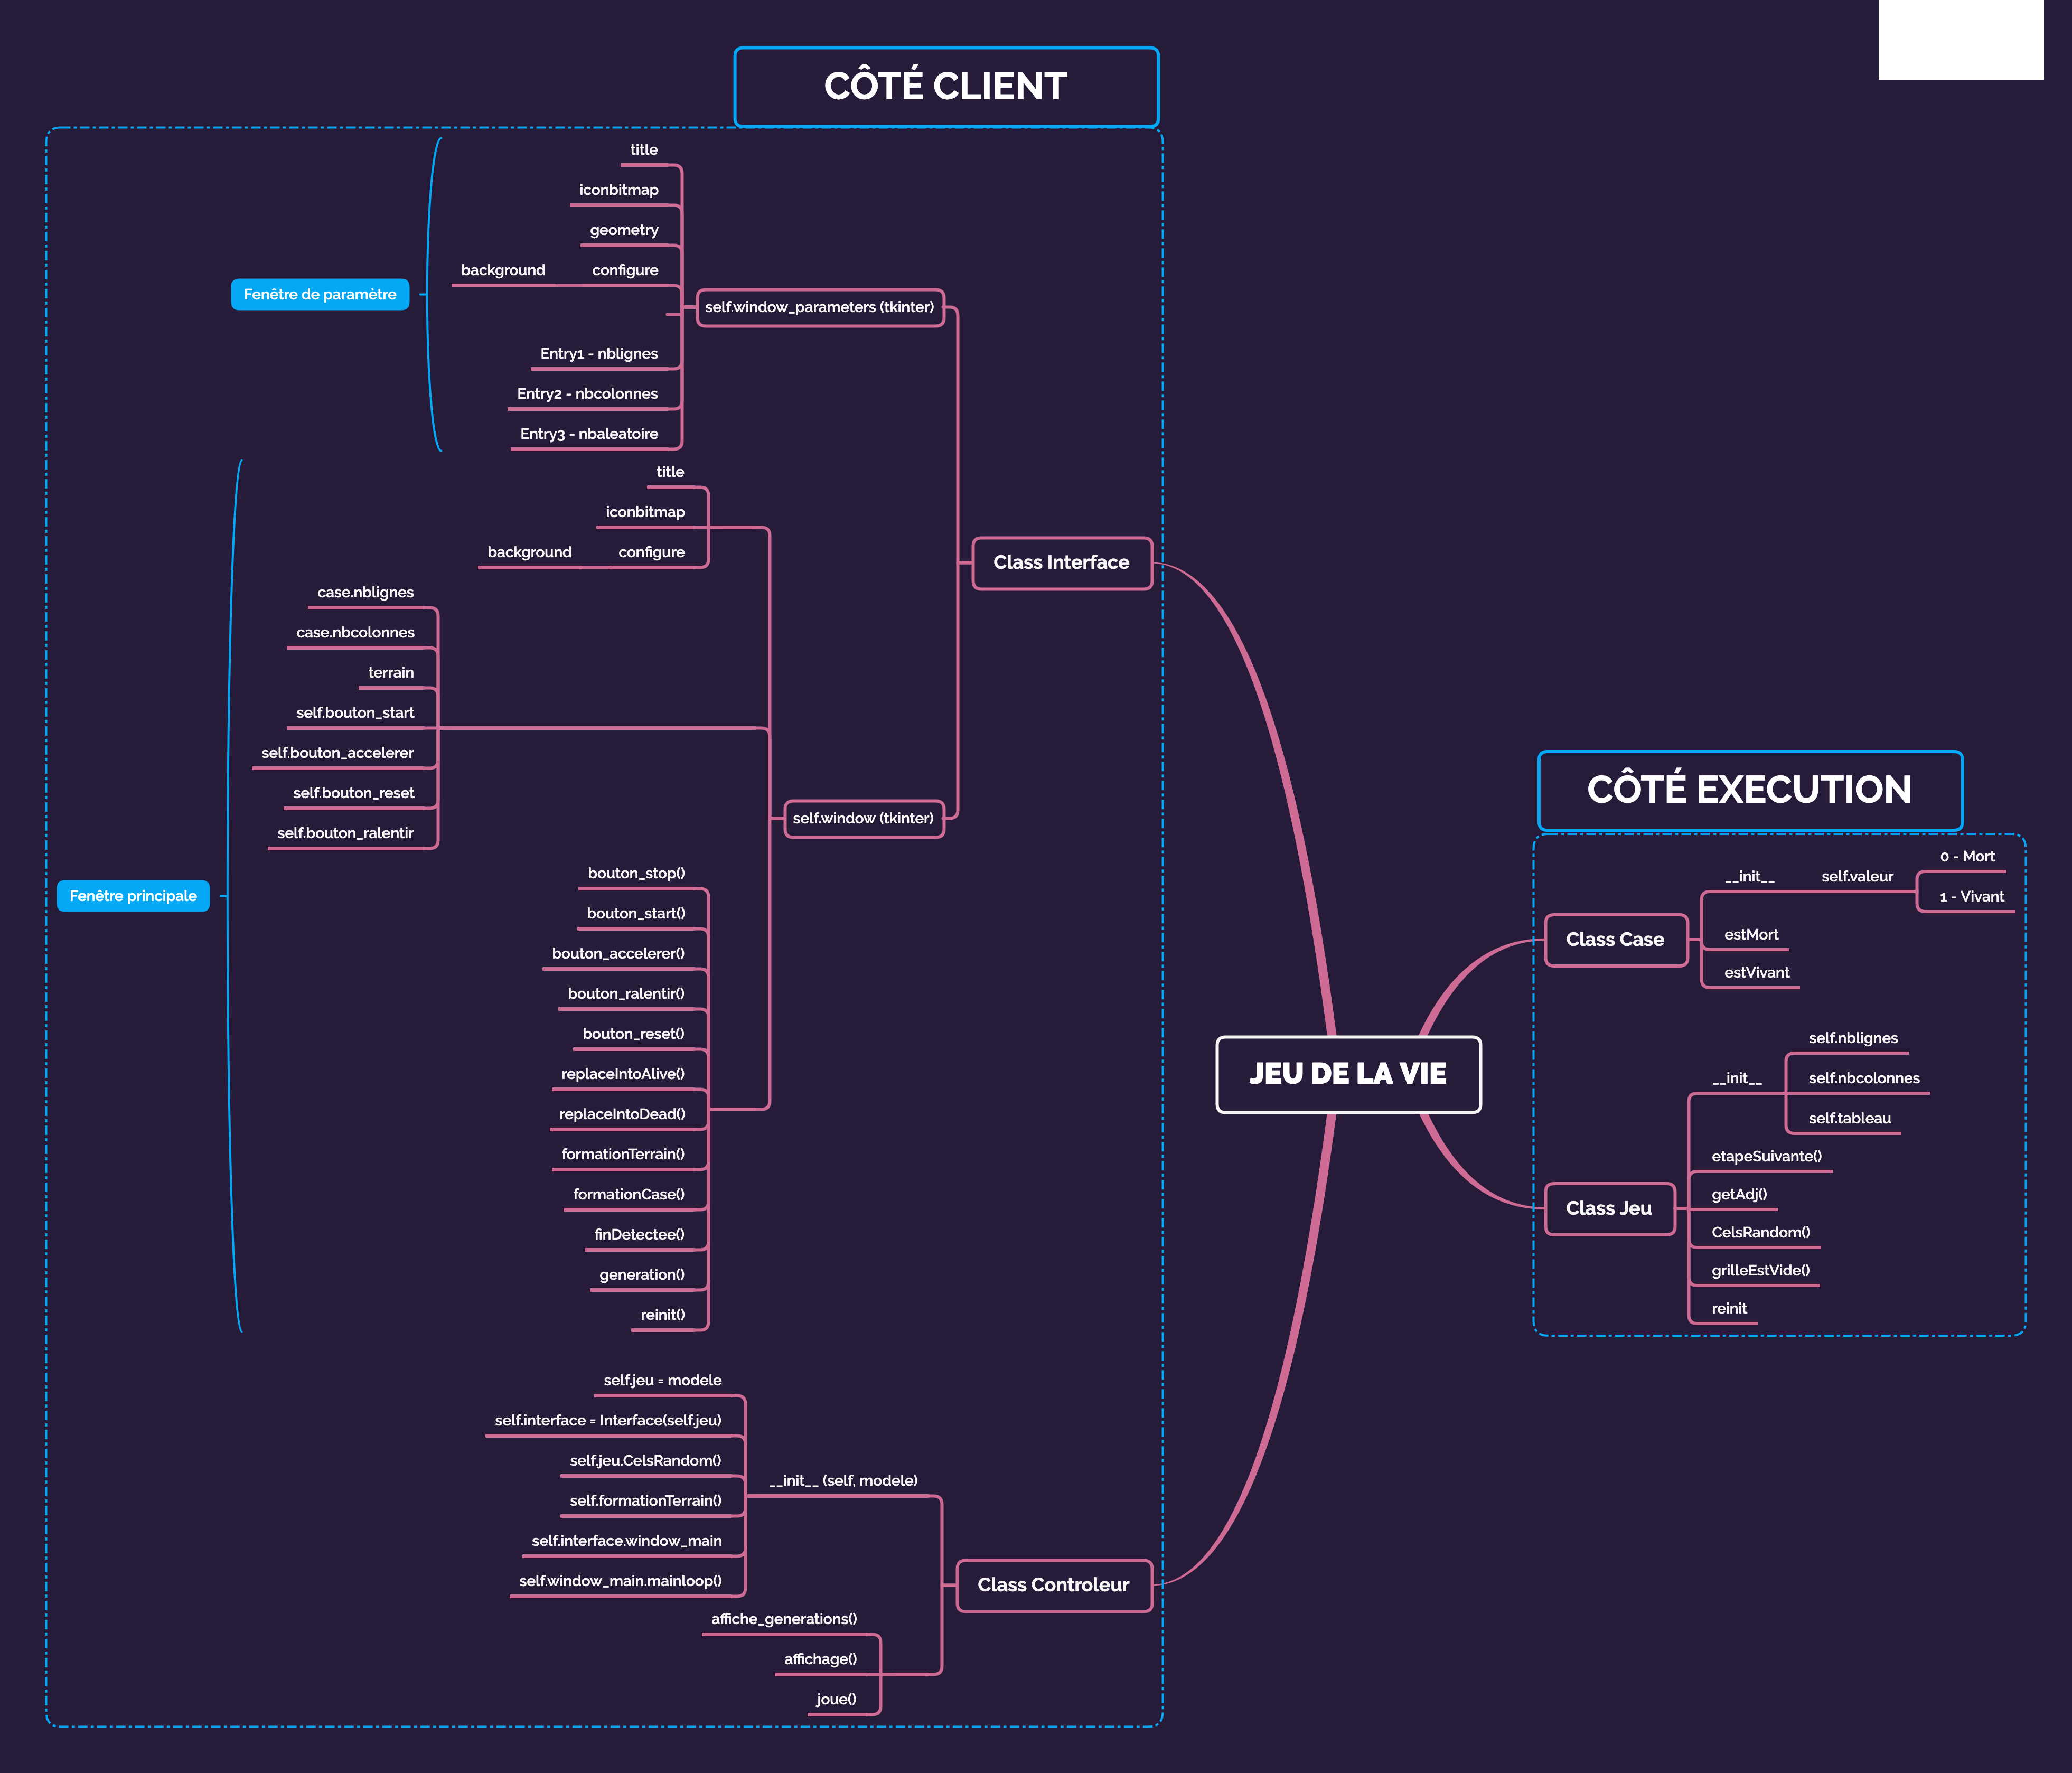 CÔTÉ CLIENT
title
iconbitmap
geometry
background configure
Fenêtre de paramètre
self.window_parameters (tkinter)
Entry1 - nblignes
Entry2 - nbcolonnes
Entry3 - nbaleatoire
title
iconbitmap
background configure
Class Interface
case.nblignes
case.nbcolonnes
terrain
self.bouton_start
self.bouton_accelerer
self.bouton_reset
self.bouton_ralentir
self.window (tkinter)
Fenêtre principale
bouton_stop()
bouton_start()
bouton_accelerer()
bouton_ralentir()
bouton_reset()
replaceIntoAlive()
replaceIntoDead()
formationTerrain()
formationCase()
finDetectee()
generation()
reinit()
self.jeu = modele
self.interface = Interface(self.jeu)
self.jeu.CelsRandom()
self.formationTerrain()
self.interface.window_main
self.window_main.mainloop()
__init__ (self, modele)
Class Controleur
affiche_generations()
affichage()
joue()
JEU DE LA VIE
CÔTÉ EXECUTION
0 - Mort
__init__ self.valeur
1 - Vivant
Class Case
estMort
estVivant
self.nblignes
__init__ self.nbcolonnes
self.tableau
etapeSuivante()
getAdj()
Class Jeu
CelsRandom()
grilleEstVide()
reinit